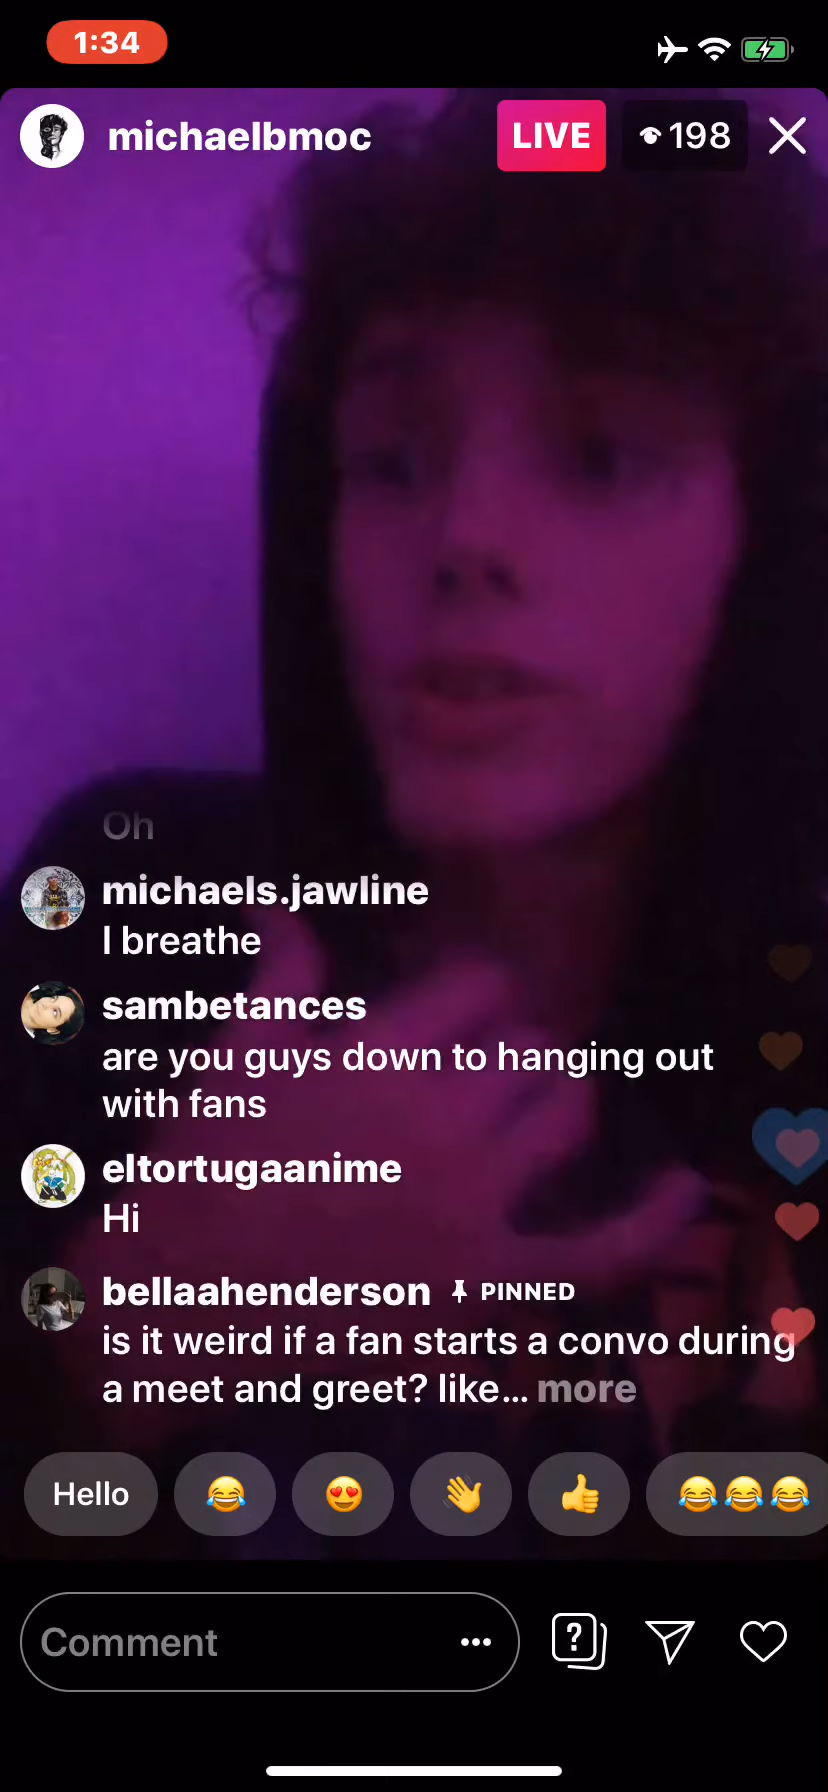 1:34
michaelbmoc
LIVE
198
Oh
michaels.jawline
I breathe
sambetances
are you guys down to hanging out
with fans
eltortugaanime
Hi
bellaahenderson PINNED
is it weird if a fan starts a convo during
a meet and greet? like... more
Hello
Comment